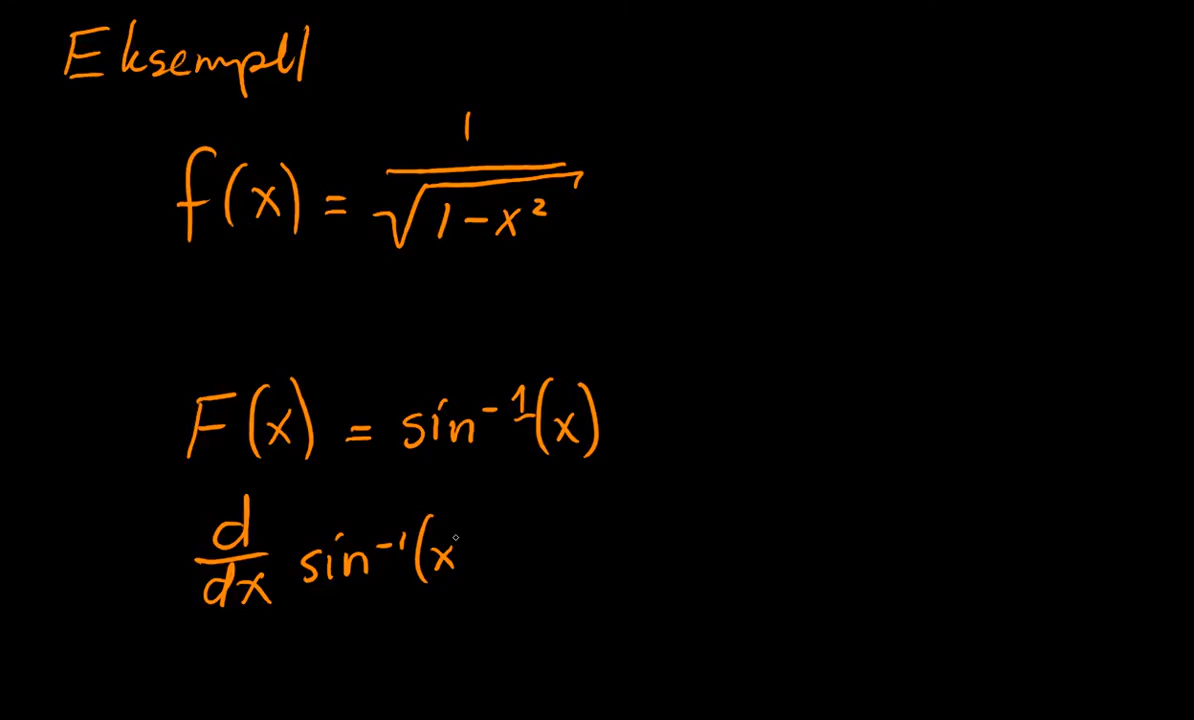 Eksempel
f(x) = 1/√(1-x²)
F(x) = sin⁻¹(x)
d/dx sin⁻¹(x